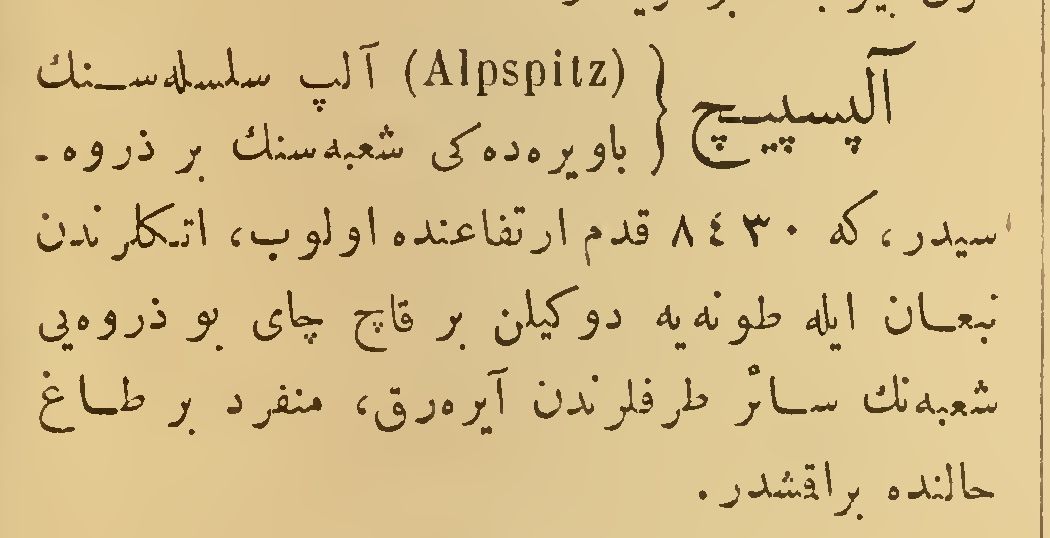 آلپسپیچ { (Alpspitz) آلپ سلسله‌سنك
باویره‌ده‌کی شعبه‌سنك بر ذروه‌-
سیدر، که ٨٤٣٠ قدم ارتفاعنده اولوب، اتکلرندن
نبعان ایله طونه‌یه دوکیلن بر قاچ چای بو ذروه‌یی
شعبه‌نك سائر طرفلرندن آیره‌رق، منفرد بر طاغ
حالنده براقشدر.